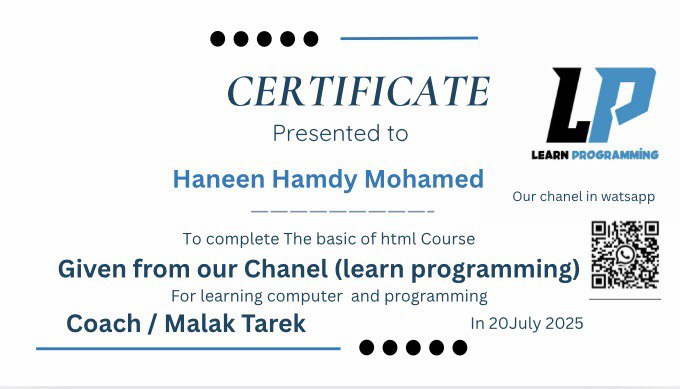 CERTIFICATE
Presented to
Haneen Hamdy Mohamed
To complete The basic of html Course
Given from our Chanel (learn programming)
For learning computer and programming
Coach / Malak Tarek
In 20July 2025
LP
LEARN PROGRAMMING
Our chanel in watsapp